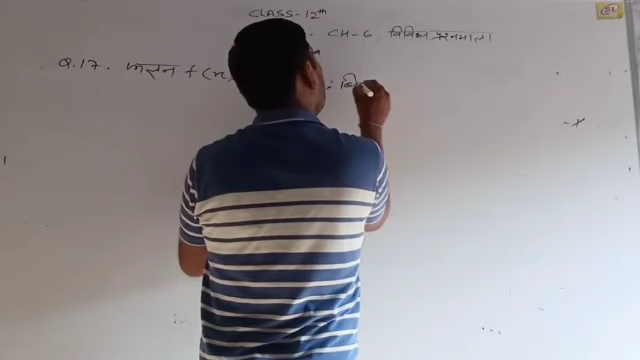 CLASS-12th
CH-6, विविध प्रश्नमाला
Q.17. फलन f(x) :